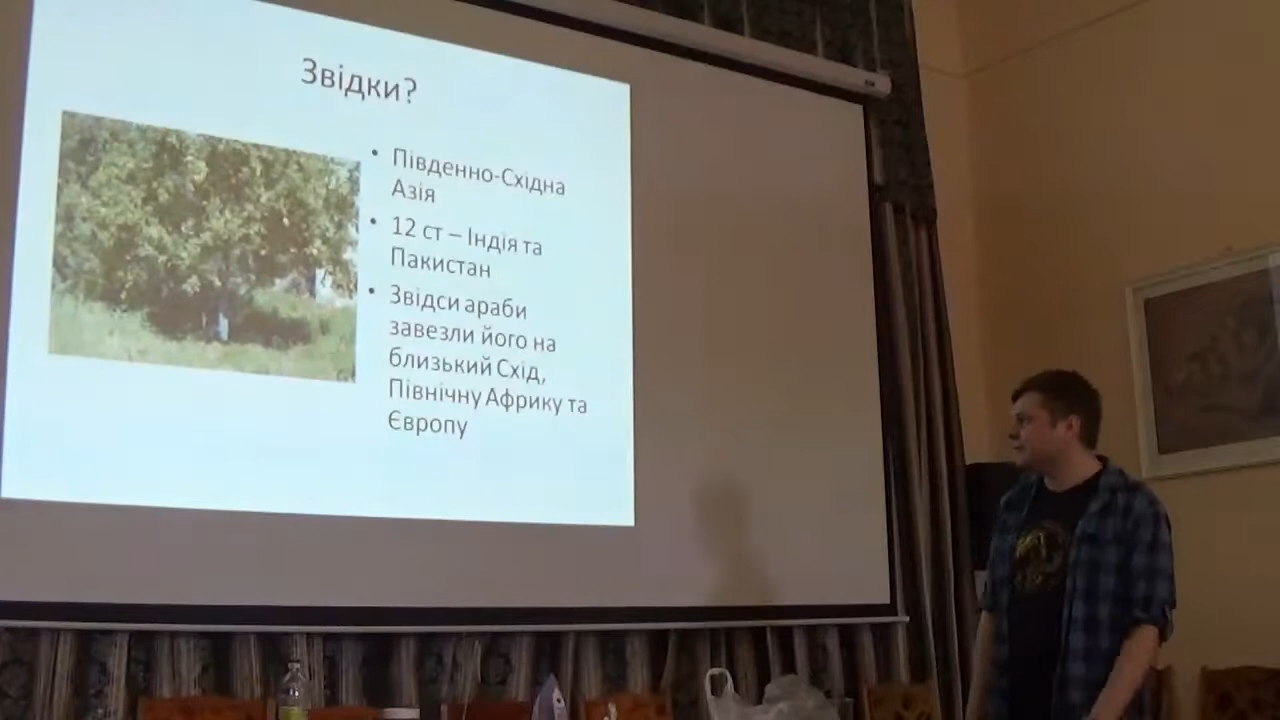 Звідки?
• Південно-Східна
Азія
• 12 ст – Індія та
Пакистан
• Звідси араби
завезли його на
близький Схід,
Північну Африку та
Європу